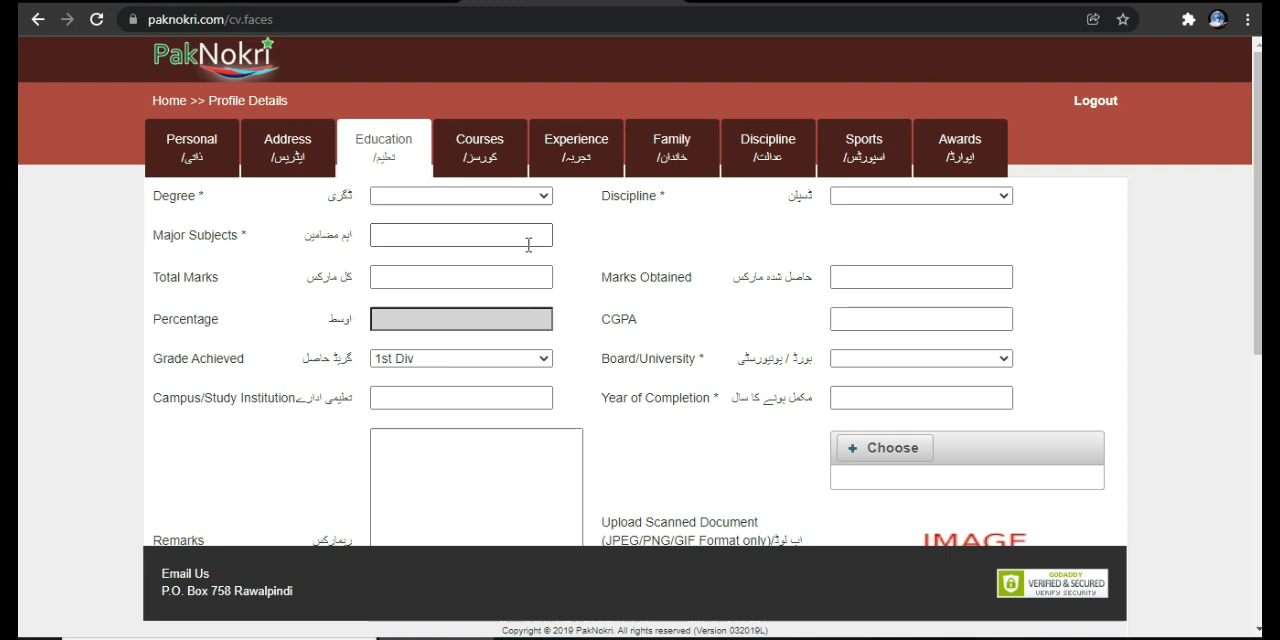 paknokri.com/cv.faces
PakNokri
Home >> Profile Details
Logout
Personal
/ذاتی
Address
/ایڈریس
Education
/تعلیم
Courses
/کورسز
Experience
/تجربہ
Family
/خاندان
Discipline
/عدالت
Sports
/اسپورٹس
Awards
/ایوارڈ
Degree * ڈگری
Discipline * ڈسپلن
Major Subjects * اہم مضامین
Total Marks کل مارکس
Marks Obtained حاصل شدہ مارکس
Percentage اوسط
CGPA
Grade Achieved گریڈ حاصل 1st Div
Board/University * بورڈ / یونیورسٹی
Campus/Study Institution تعلیمی ادارے
Year of Completion * مکمل ہونے کا سال
+ Choose
Upload Scanned Document
(JPEG/PNG/GIF Format only)/اپ لوڈ
Remarks ریمارکس
IMAGE
Email Us
P.O. Box 758 Rawalpindi
GODADDY
VERIFIED & SECURED
VERIFY SECURITY
Copyright © 2019 PakNokri. All rights reserved (Version 032019L)